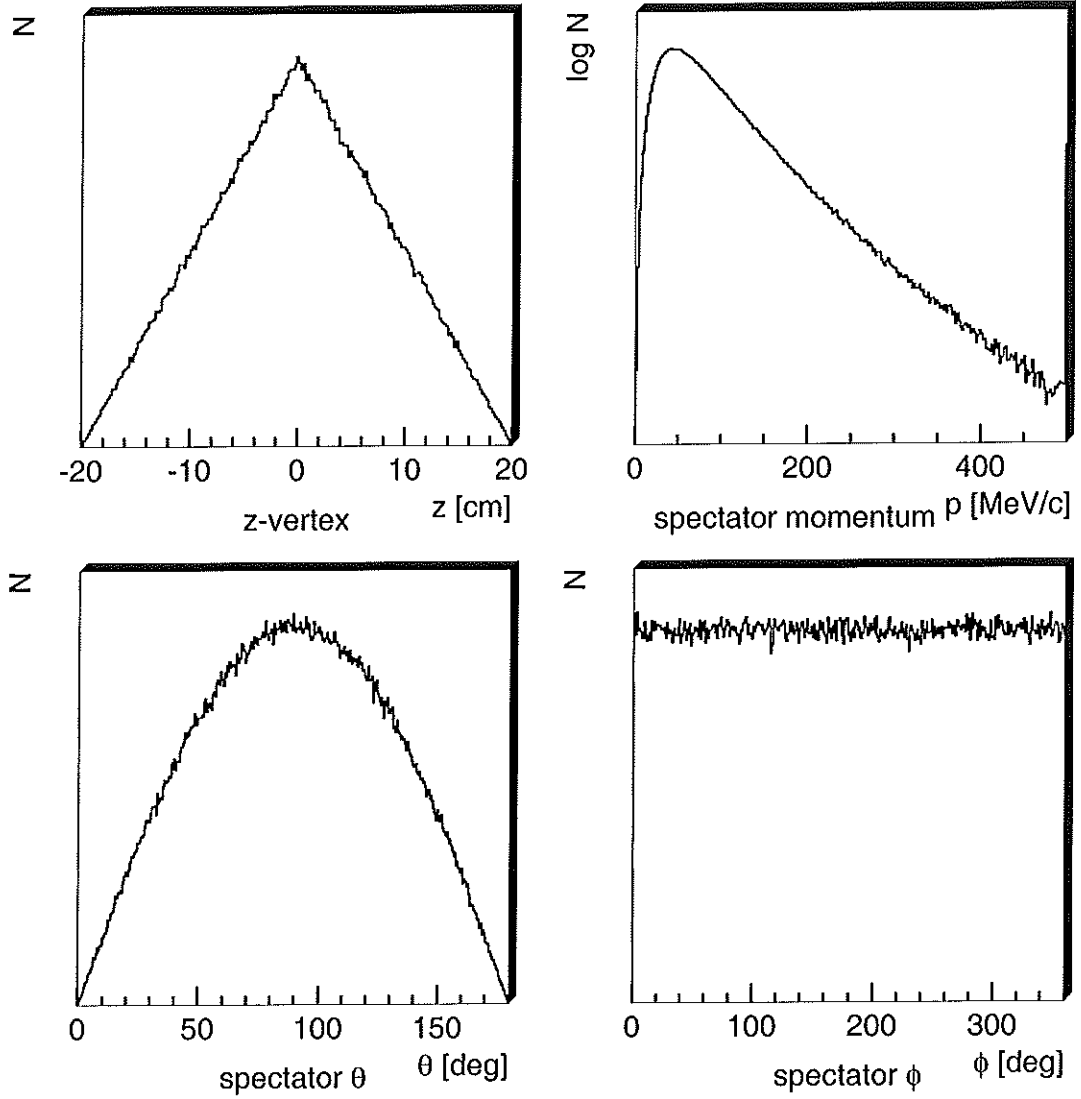 N
-20 -10 0 10 20
z-vertex z [cm]
log N
0 200 400
spectator momentum p [MeV/c]
N
0 50 100 150
spectator θ θ [deg]
N
0 100 200 300
spectator ϕ ϕ [deg]